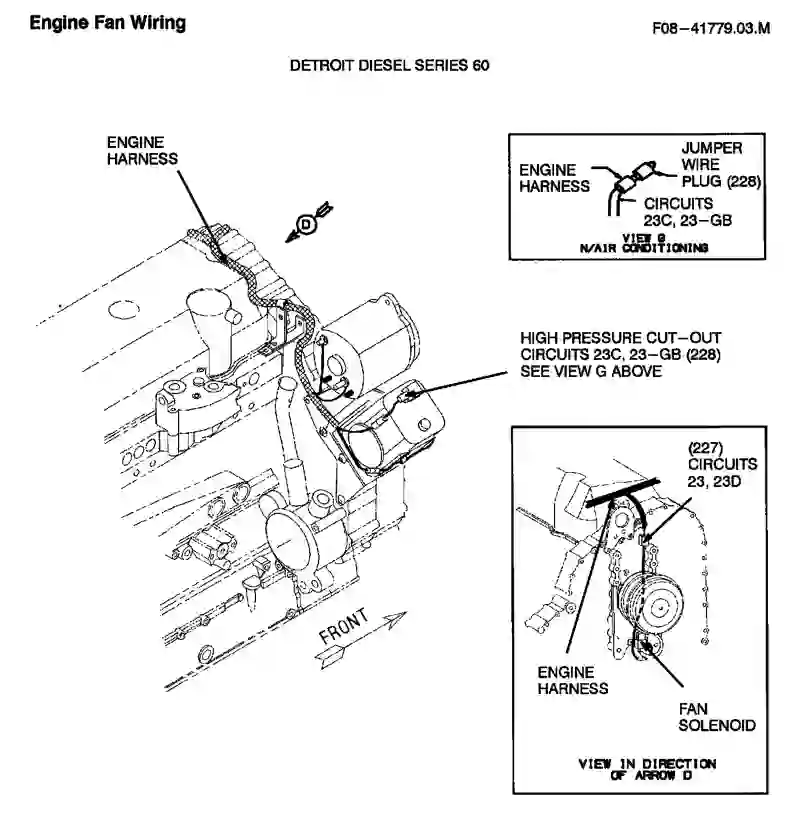 Engine Fan Wiring
F08-41779.03.M
DETROIT DIESEL SERIES 60
ENGINE
HARNESS
D
ENGINE
HARNESS
JUMPER
WIRE
PLUG (228)
CIRCUITS
23C, 23-GB
VIEW G
N/AIR CONDITIONING
HIGH PRESSURE CUT-OUT
CIRCUITS 23C, 23-GB (228)
SEE VIEW G ABOVE
(227)
CIRCUITS
23, 23D
FRONT
ENGINE
HARNESS
FAN
SOLENOID
VIEW IN DIRECTION
OF ARROW D